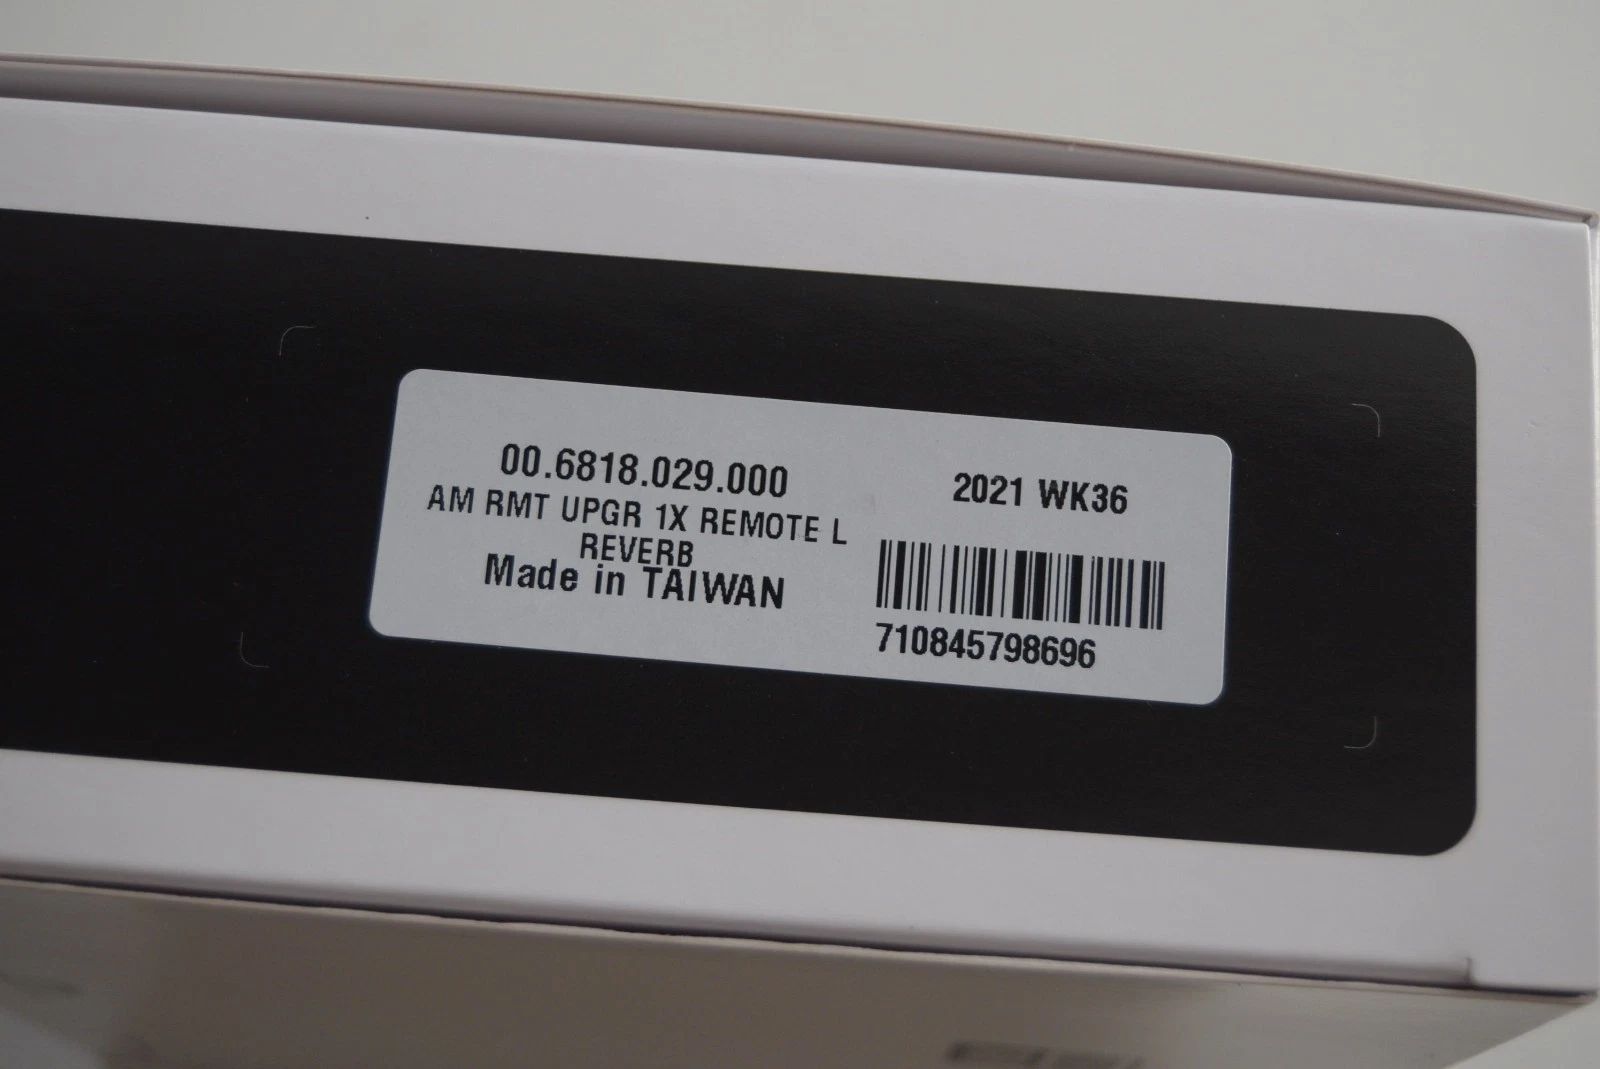 00.6818.029.000
AM RMT UPGR 1X REMOTE L
REVERB
Made in TAIWAN
2021 WK36
710845798696